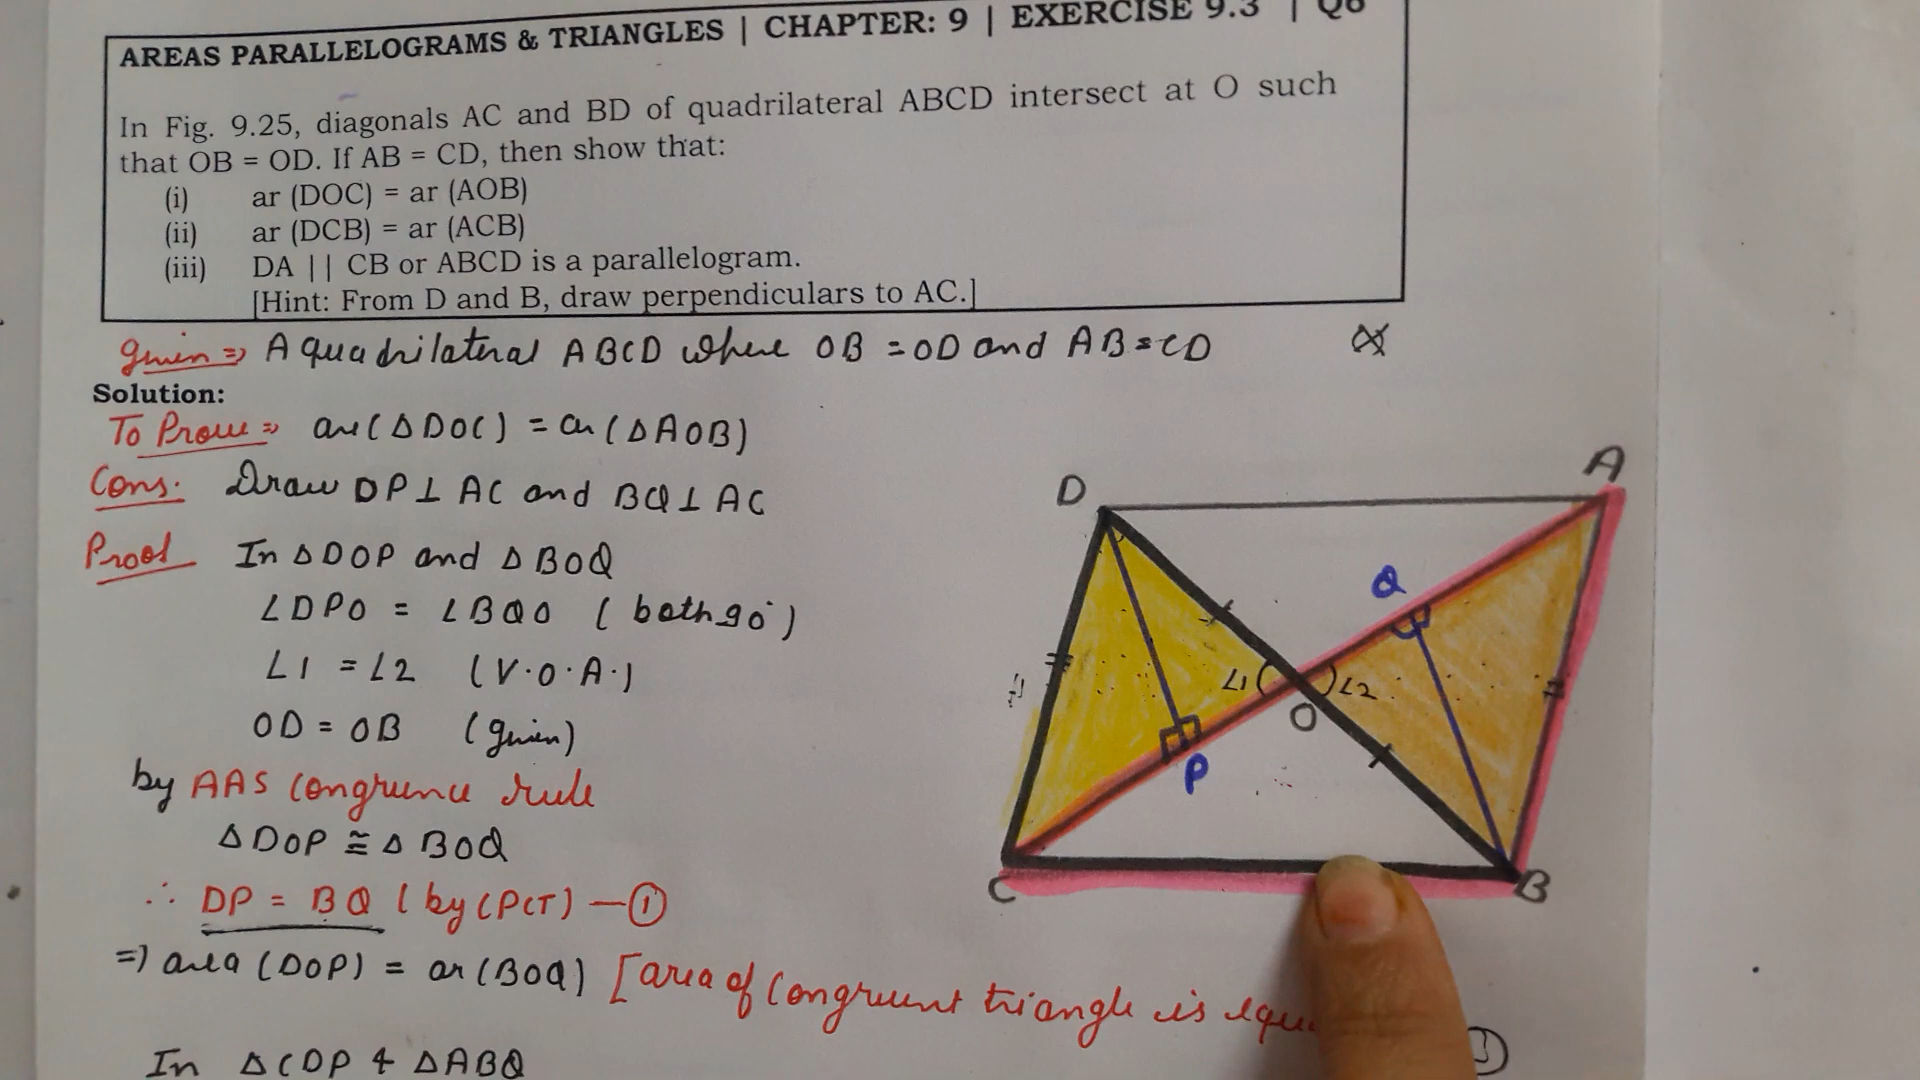 AREAS PARALLELOGRAMS & TRIANGLES | CHAPTER: 9 | EXERCISE 9.3 |
In Fig. 9.25, diagonals AC and BD of quadrilateral ABCD intersect at O such
that OB = OD. If AB = CD, then show that:
(i) ar (DOC) = ar (AOB)
(ii) ar (DCB) = ar (ACB)
(iii) DA || CB or ABCD is a parallelogram.
[Hint: From D and B, draw perpendiculars to AC.]
given => A quadrilateral ABCD where OB = OD and AB = CD
Solution:
To Prove => are(ΔDOC) = ar(ΔAOB)
Cons. Draw DP⊥AC and BQ⊥AC
Proof In ΔDOP and ΔBOQ
∠DPO = ∠BQO (both 90°)
∠1 = ∠2 (V.O.A.)
OD = OB (given)
by AAS congruence rule
ΔDOP ≅ ΔBOQ
∴ DP = BQ (by CPCT) —①
=) area (DOP) = ar (BOQ) [area of congruent triangle is
In ΔCDP & ΔABQ
D
A
Q
∠1
∠2
O
P
C
B